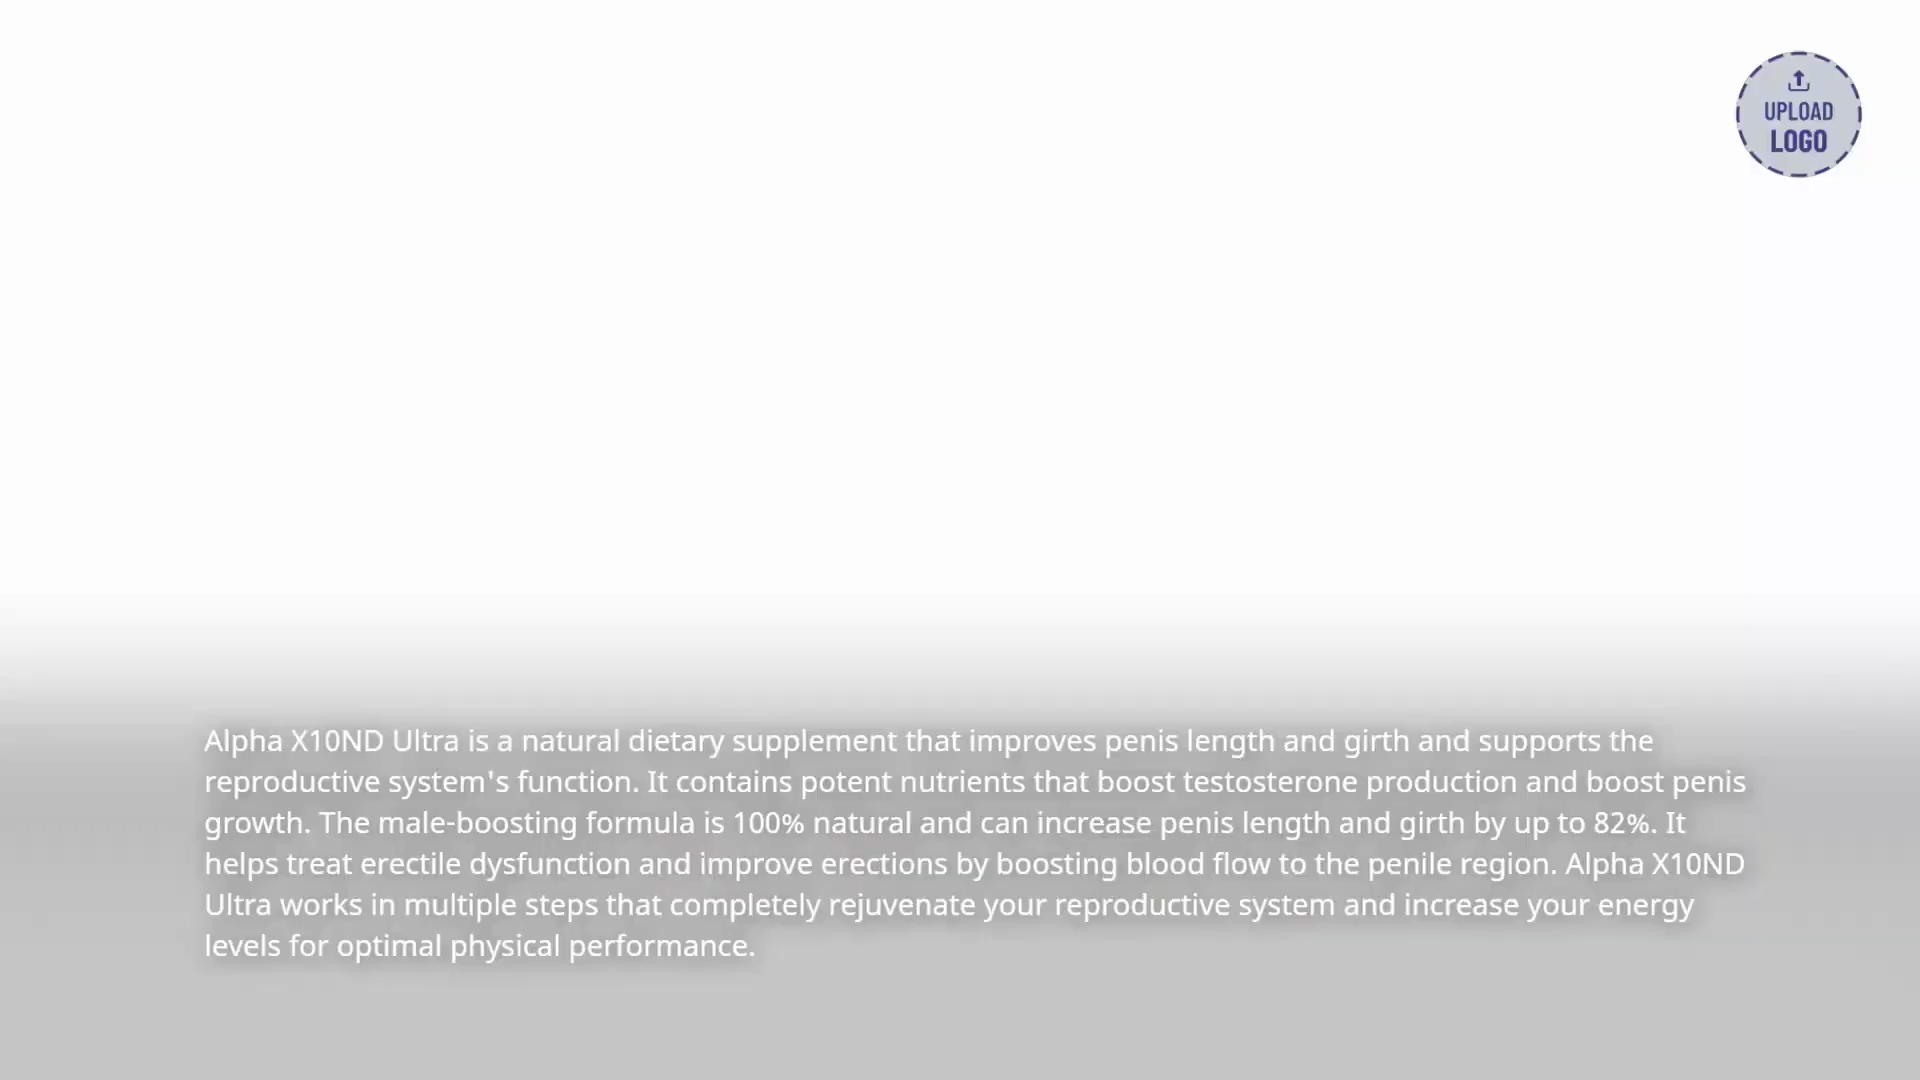 UPLOAD
LOGO
Alpha X10ND Ultra is a natural dietary supplement that improves penis length and girth and supports the
reproductive system's function. It contains potent nutrients that boost testosterone production and boost penis
growth. The male-boosting formula is 100% natural and can increase penis length and girth by up to 82%. It
helps treat erectile dysfunction and improve erections by boosting blood flow to the penile region. Alpha X10ND
Ultra works in multiple steps that completely rejuvenate your reproductive system and increase your energy
levels for optimal physical performance.